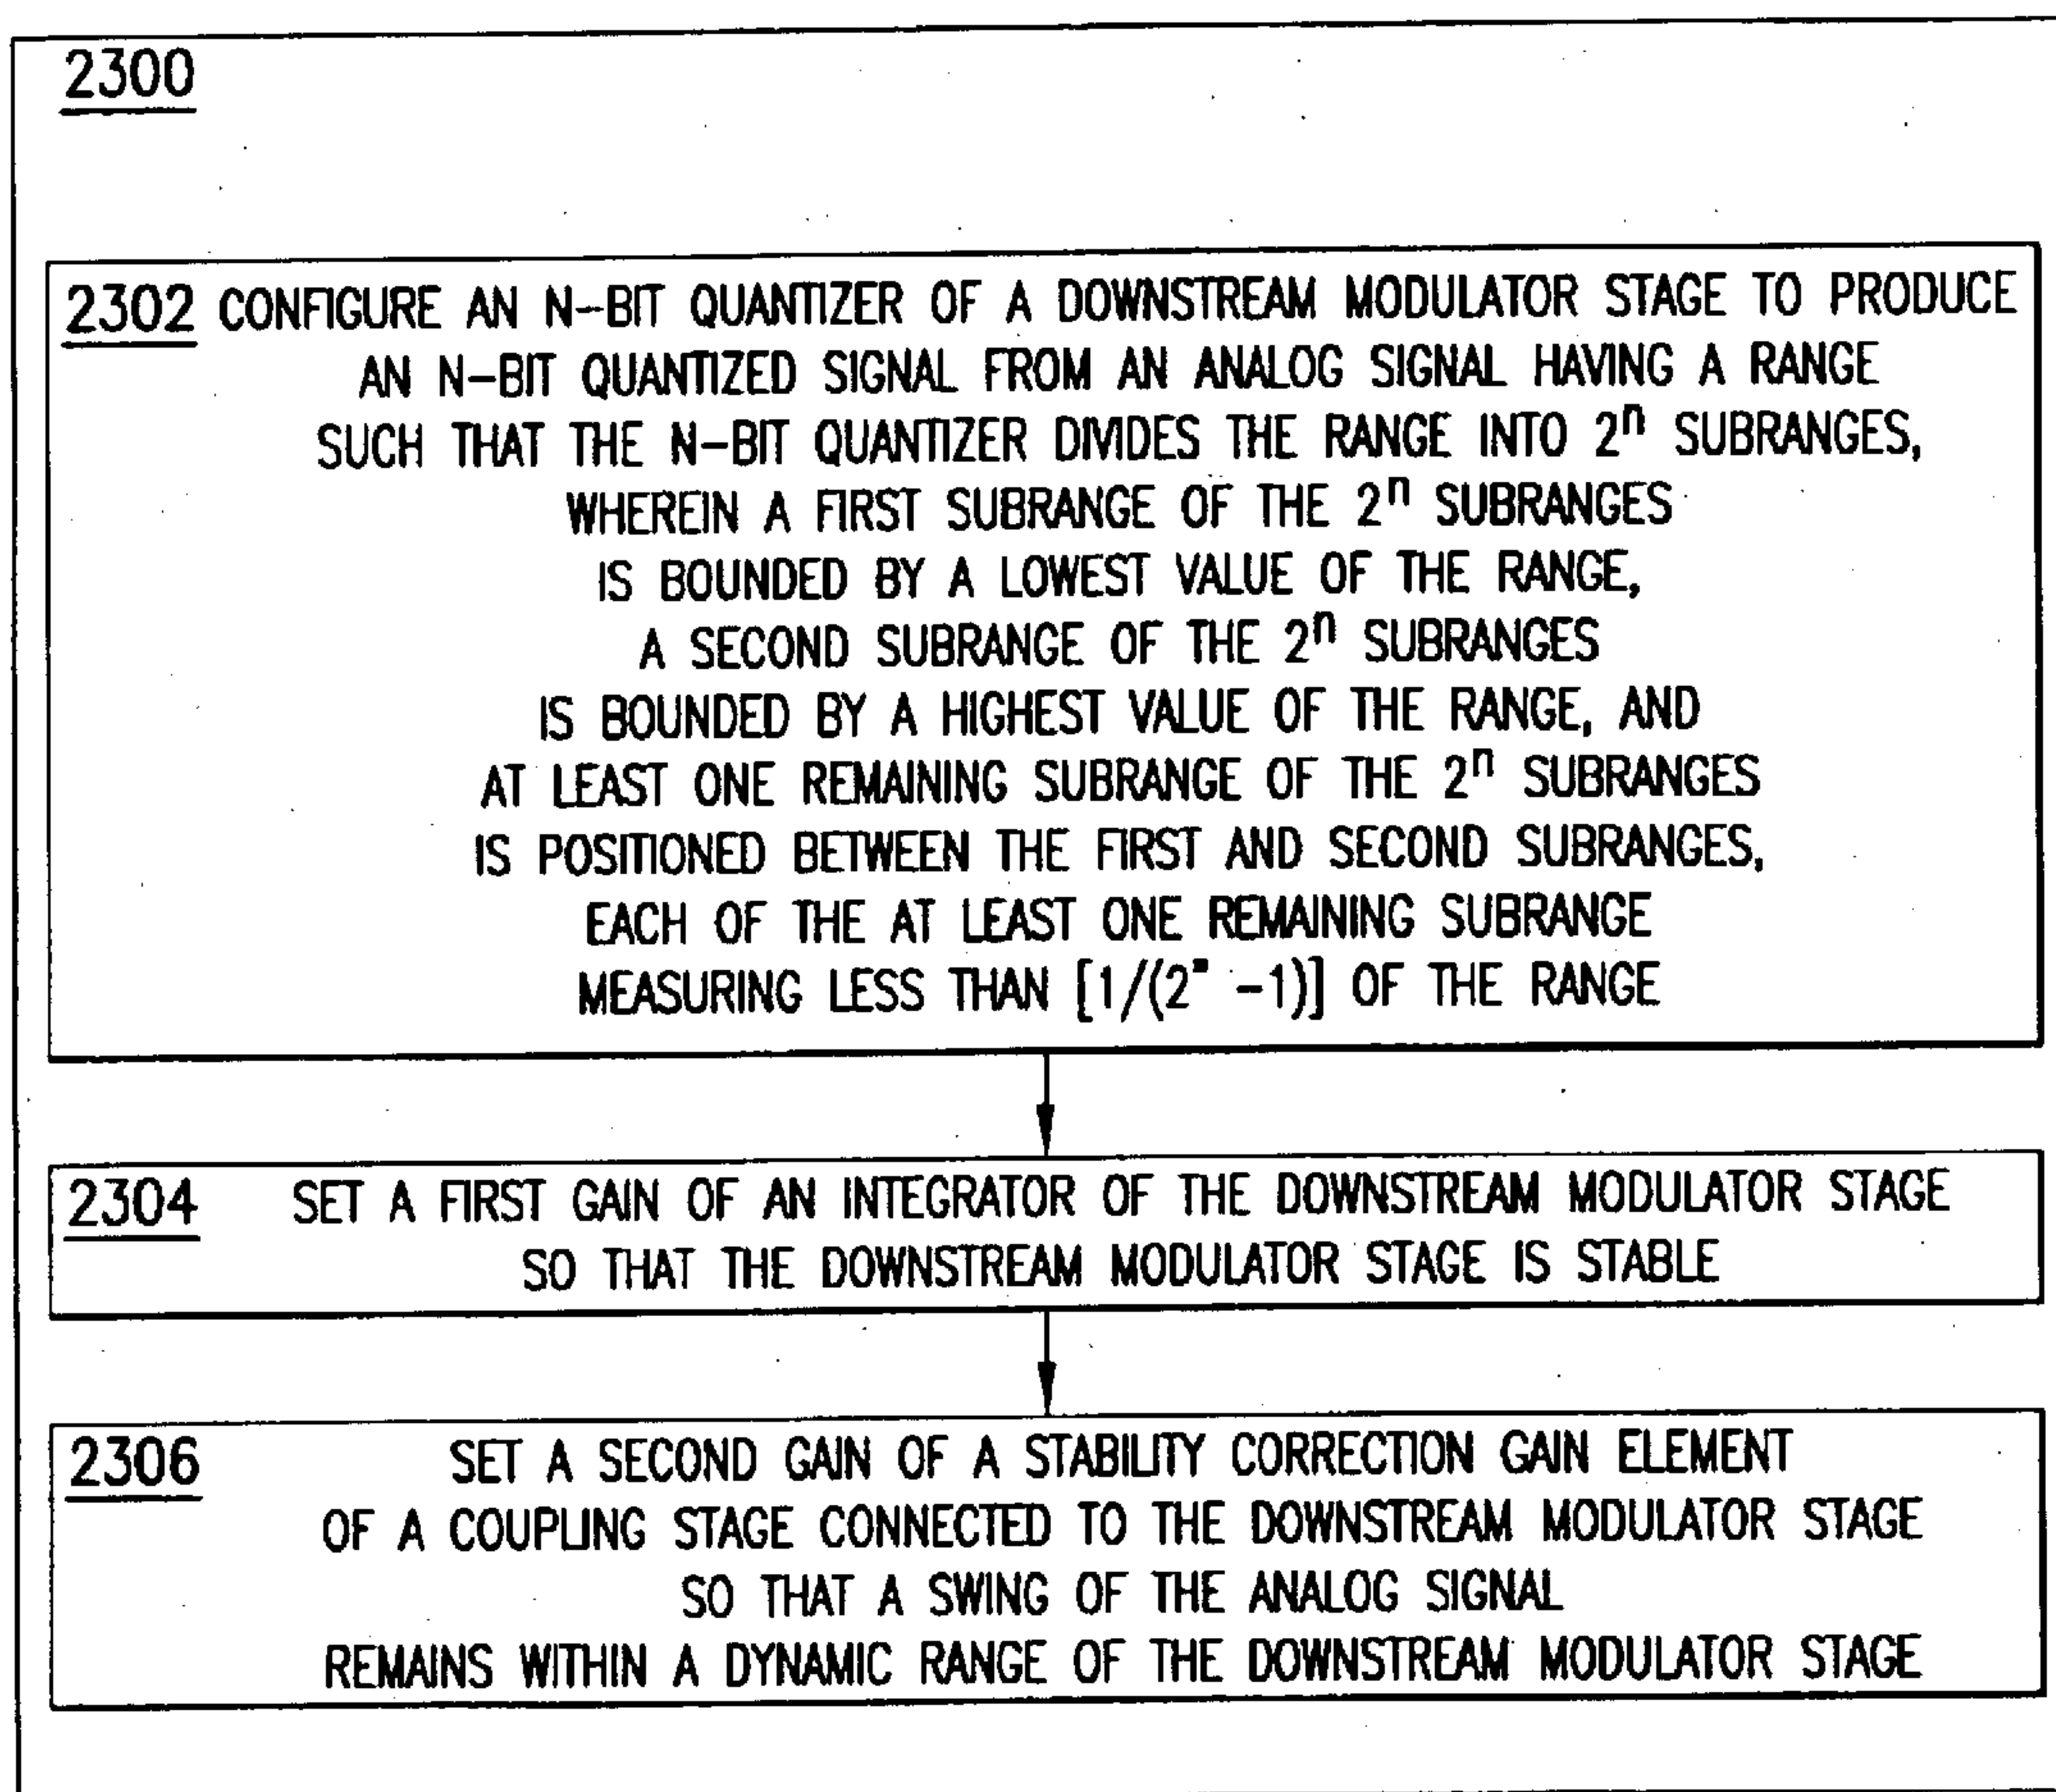 2300
2302 CONFIGURE AN N-BIT QUANTIZER OF A DOWNSTREAM MODULATOR STAGE TO PRODUCE
AN N-BIT QUANTIZED SIGNAL FROM AN ANALOG SIGNAL HAVING A RANGE
SUCH THAT THE N-BIT QUANTIZER DIVIDES THE RANGE INTO 2ⁿ SUBRANGES,
WHEREIN A FIRST SUBRANGE OF THE 2ⁿ SUBRANGES
IS BOUNDED BY A LOWEST VALUE OF THE RANGE,
A SECOND SUBRANGE OF THE 2ⁿ SUBRANGES
IS BOUNDED BY A HIGHEST VALUE OF THE RANGE, AND
AT LEAST ONE REMAINING SUBRANGE OF THE 2ⁿ SUBRANGES
IS POSITIONED BETWEEN THE FIRST AND SECOND SUBRANGES,
EACH OF THE AT LEAST ONE REMAINING SUBRANGE
MEASURING LESS THAN [1/(2ⁿ -1)] OF THE RANGE
2304 SET A FIRST GAIN OF AN INTEGRATOR OF THE DOWNSTREAM MODULATOR STAGE
SO THAT THE DOWNSTREAM MODULATOR STAGE IS STABLE
2306 SET A SECOND GAIN OF A STABILITY CORRECTION GAIN ELEMENT
OF A COUPLING STAGE CONNECTED TO THE DOWNSTREAM MODULATOR STAGE
SO THAT A SWING OF THE ANALOG SIGNAL
REMAINS WITHIN A DYNAMIC RANGE OF THE DOWNSTREAM MODULATOR STAGE